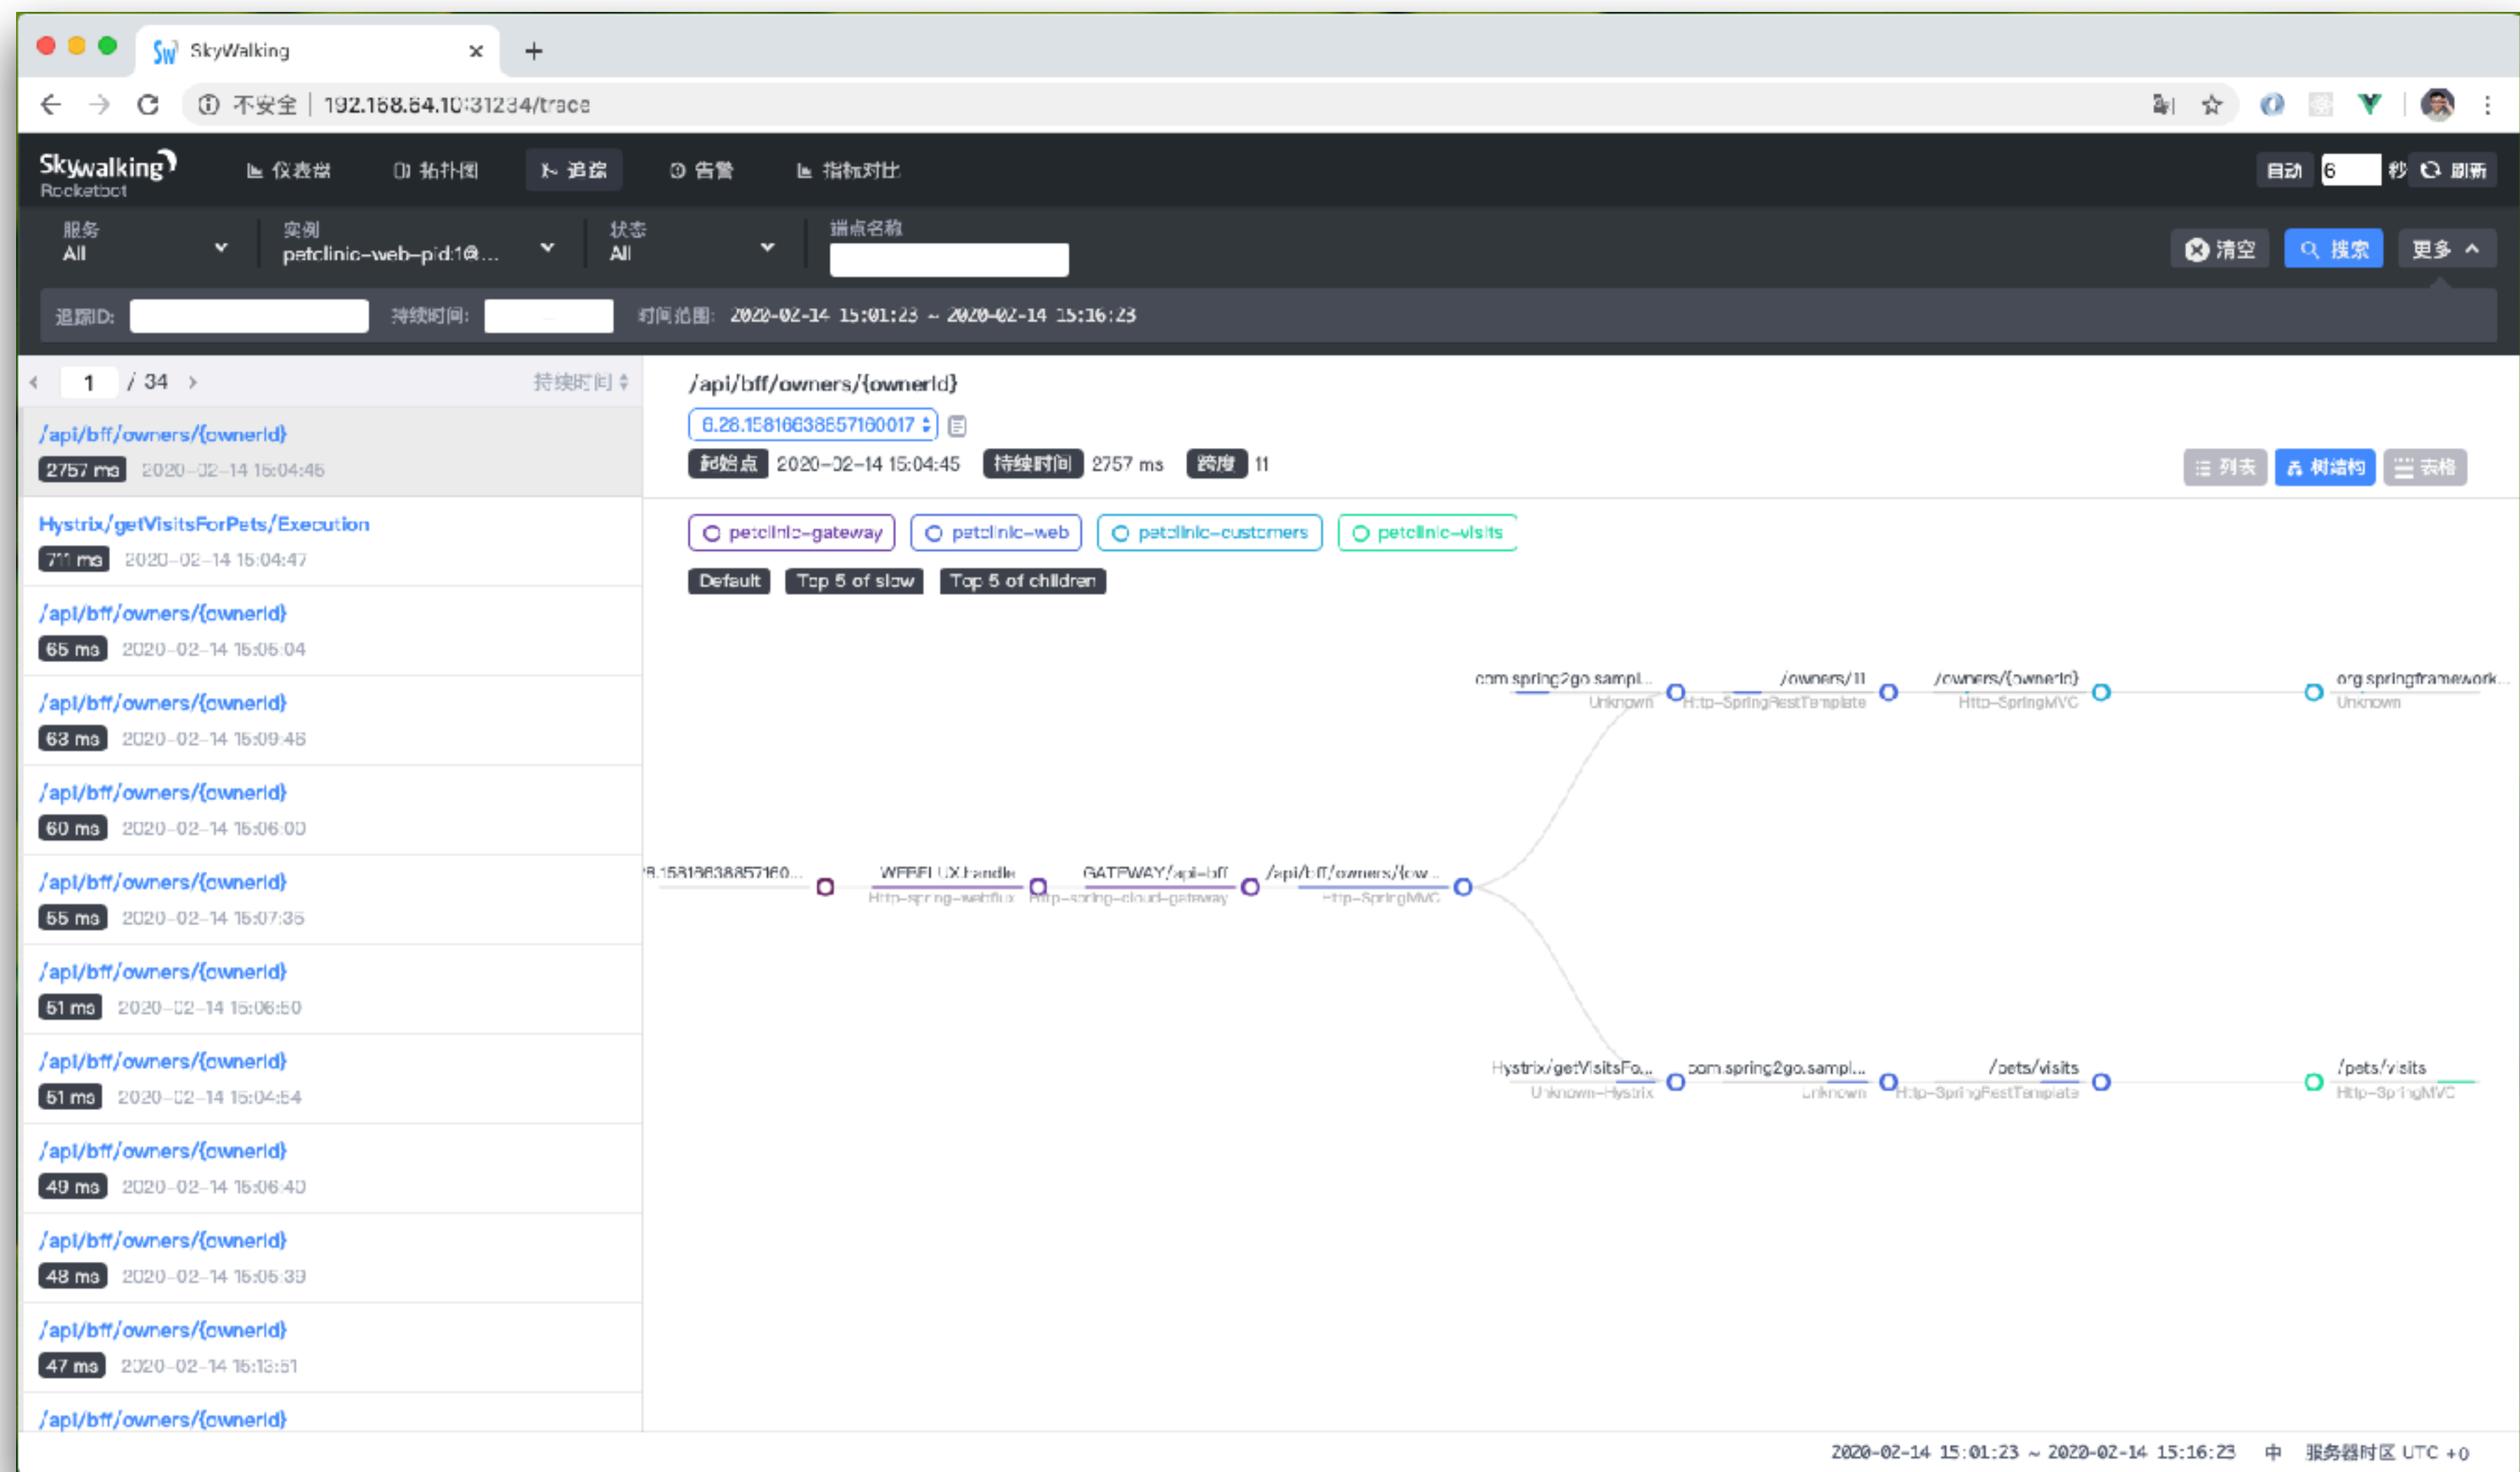 SkyWalking
不安全 | 192.168.64.10:31234/trace
Skywalking
Rocketbot
仪表盘 拓扑图 追踪 告警 指标对比
自动 6 秒 刷新
服务 实例 状态 端点名称
All petclinic-web-pid:1@... All
清空 搜索 更多
追踪ID: 持续时间: 时间范围: 2020-02-14 15:01:23 ~ 2020-02-14 15:16:23
1 / 34 持续时间
/api/bff/owners/{ownerId}
2757 ms 2020-02-14 15:04:45
Hystrix/getVisitsForPets/Execution
711 ms 2020-02-14 15:04:47
/api/bff/owners/{ownerId}
65 ms 2020-02-14 15:05:04
/api/bff/owners/{ownerId}
63 ms 2020-02-14 15:09:46
/api/bff/owners/{ownerId}
60 ms 2020-02-14 15:06:00
/api/bff/owners/{ownerId}
55 ms 2020-02-14 15:07:35
/api/bff/owners/{ownerId}
51 ms 2020-02-14 15:06:50
/api/bff/owners/{ownerId}
51 ms 2020-02-14 15:04:54
/api/bff/owners/{ownerId}
49 ms 2020-02-14 15:06:40
/api/bff/owners/{ownerId}
48 ms 2020-02-14 15:05:39
/api/bff/owners/{ownerId}
47 ms 2020-02-14 15:13:51
/api/bff/owners/{ownerId}
/api/bff/owners/{ownerId}
6.28.15816638857160017
起始点 2020-02-14 15:04:45 持续时间 2757 ms 跨度 11
列表 树结构 表格
petclinic-gateway petclinic-web petclinic-customers petclinic-visits
Default Top 5 of slow Top 5 of children
com.spring2go.sampl... /owners/11 /owners/{ownerId} org.springframework...
Unknown Http-SpringRestTemplate Http-SpringMVC Unknown
28.15816638857160... WEBFLUX.handle GATEWAY/api-bff /api/bff/owners/{ow...
Http-spring-webflux Http-spring-cloud-gateway Http-SpringMVC
Hystrix/getVisitsFo... com.spring2go.sampl... /pets/visits /pets/visits
Unknown-Hystrix Unknown Http-SpringRestTemplate Http-SpringMVC
2020-02-14 15:01:23 ~ 2020-02-14 15:16:23 中 服务器时区 UTC +0